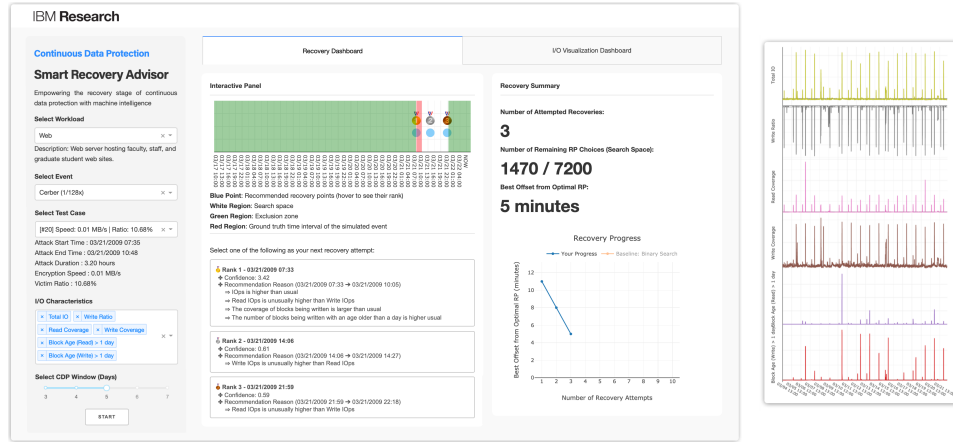 IBM Research
Continuous Data Protection
Smart Recovery Advisor
Empowering the recovery stage of continuous
data protection with machine intelligence
Select Workload
Web
Description: Web server hosting faculty, staff, and
graduate student web sites.
Select Event
Cerber (1/128x)
Select Test Case
[#20] Speed: 0.01 MB/s | Ratio: 10.68%
Attack Start Time : 03/21/2009 07:35
Attack End Time : 03/21/2009 10:48
Attack Duration : 3.20 hours
Encryption Speed : 0.01 MB/s
Victim Ratio : 10.68%
I/O Characteristics
× Total IO × Write Ratio
× Read Coverage × Write Coverage
× Block Age (Read) > 1 day
× Block Age (Write) > 1 day
Select CDP Window (Days)
3 4 5 6 7
START
Recovery Dashboard
I/O Visualization Dashboard
Interactive Panel
NOW
Blue Point: Recommended recovery points (hover to see their rank)
White Region: Search space
Green Region: Exclusion zone
Red Region: Ground truth time interval of the simulated event
Select one of the following as your next recovery attempt:
Rank 1 - 03/21/2009 07:33
✤ Confidence: 3.42
✤ Recommendation Reason (03/21/2009 07:33 ➔ 03/21/2009 10:05)
⇒ IOps is higher than usual
⇒ Read IOps is unusually higher than Write IOps
⇒ The coverage of blocks being written is larger than usual
⇒ The number of blocks being written with an age older than a day is higher usual
Rank 2 - 03/21/2009 14:06
✤ Confidence: 0.61
✤ Recommendation Reason (03/21/2009 14:06 ➔ 03/21/2009 14:27)
⇒ Write IOps is unusually higher than Read IOps
Rank 3 - 03/21/2009 21:59
✤ Confidence: 0.59
✤ Recommendation Reason (03/21/2009 21:59 ➔ 03/21/2009 22:18)
⇒ Read IOps is unusually higher than Write IOps
Recovery Summary
Number of Attempted Recoveries:
3
Number of Remaining RP Choices (Search Space):
1470 / 7200
Best Offset from Optimal RP:
5 minutes
Recovery Progress
Your Progress Baseline: Binary Search
Best Offset from Optimal RP (minutes)
12
10
8
6
4
2
0
1 2 3 4 5 6 7 8 9 10
Number of Recovery Attempts
Total IO
Write Ratio
Read Coverage
Write Coverage
Block Age (Read) > 1 day
Block Age (Write) > 1 day